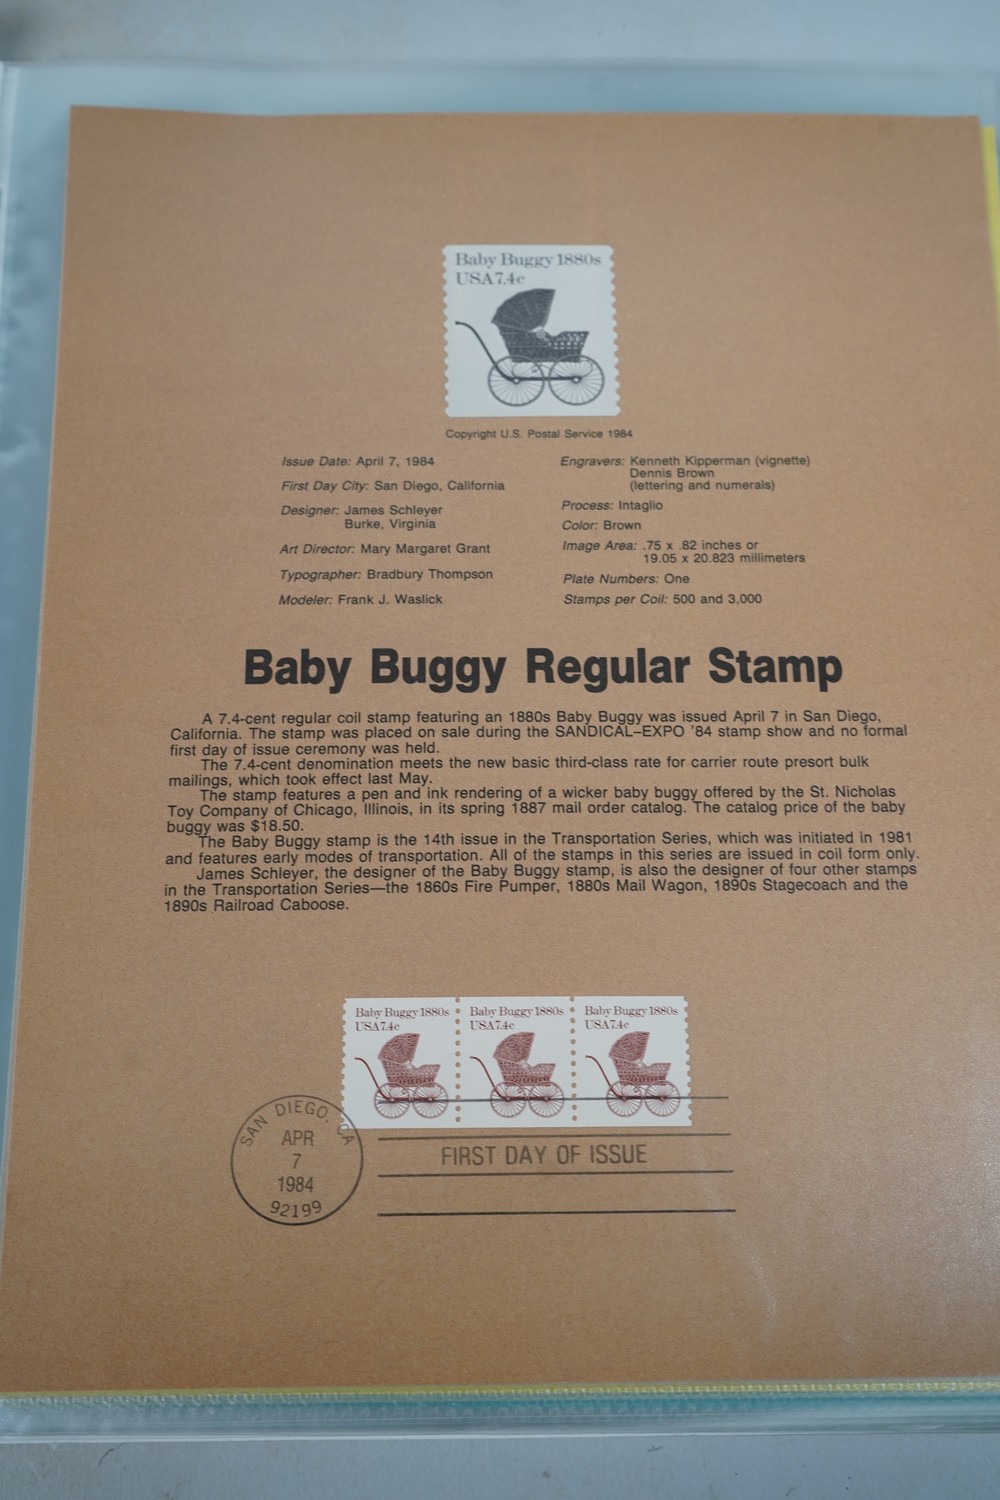 Baby Buggy 1880s
USA 7.4c
Copyright U.S. Postal Service 1984
Issue Date: April 7, 1984
First Day City: San Diego, California
Designer: James Schleyer
Burke, Virginia
Art Director: Mary Margaret Grant
Typographer: Bradbury Thompson
Modeler: Frank J. Waslick
Engravers: Kenneth Kipperman (vignette)
Dennis Brown
(lettering and numerals)
Process: Intaglio
Color: Brown
Image Area: .75 x .82 inches or
19.05 x 20.823 millimeters
Plate Numbers: One
Stamps per Coil: 500 and 3,000
Baby Buggy Regular Stamp
A 7.4-cent regular coil stamp featuring an 1880s Baby Buggy was issued April 7 in San Diego,
California. The stamp was placed on sale during the SANDICAL–EXPO '84 stamp show and no formal
first day of issue ceremony was held.
The 7.4-cent denomination meets the new basic third-class rate for carrier route presort bulk
mailings, which took effect last May.
The stamp features a pen and ink rendering of a wicker baby buggy offered by the St. Nicholas
Toy Company of Chicago, Illinois, in its spring 1887 mail order catalog. The catalog price of the baby
buggy was $18.50.
The Baby Buggy stamp is the 14th issue in the Transportation Series, which was initiated in 1981
and features early modes of transportation. All of the stamps in this series are issued in coil form only.
James Schleyer, the designer of the Baby Buggy stamp, is also the designer of four other stamps
in the Transportation Series—the 1860s Fire Pumper, 1880s Mail Wagon, 1890s Stagecoach and the
1890s Railroad Caboose.
Baby Buggy 1880s
USA 7.4c
Baby Buggy 1880s
USA 7.4c
Baby Buggy 1880s
USA 7.4c
SAN DIEGO, CA
APR
7
1984
92199
FIRST DAY OF ISSUE